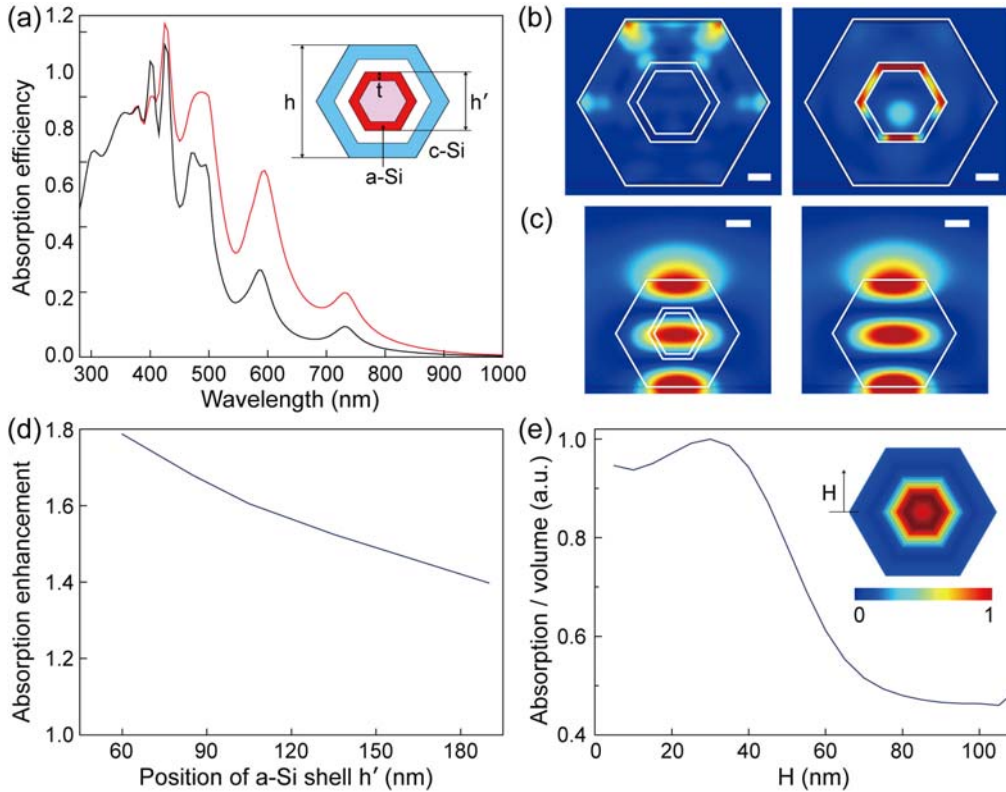 (a)
1.2
1.0
0.8
0.6
0.4
0.2
0.0
300 400 500 600 700 800 900 1000
Wavelength (nm)
Absorption efficiency
h
t
h′
c-Si
a-Si
(b)
(c)
(d)
1.8
1.6
1.4
1.2
1.0
60 90 120 150 180
Position of a-Si shell h′ (nm)
Absorption enhancement
(e)
1.0
0.8
0.6
0.4
0 20 40 60 80 100
H (nm)
Absorption / volume (a.u.)
H
0 1